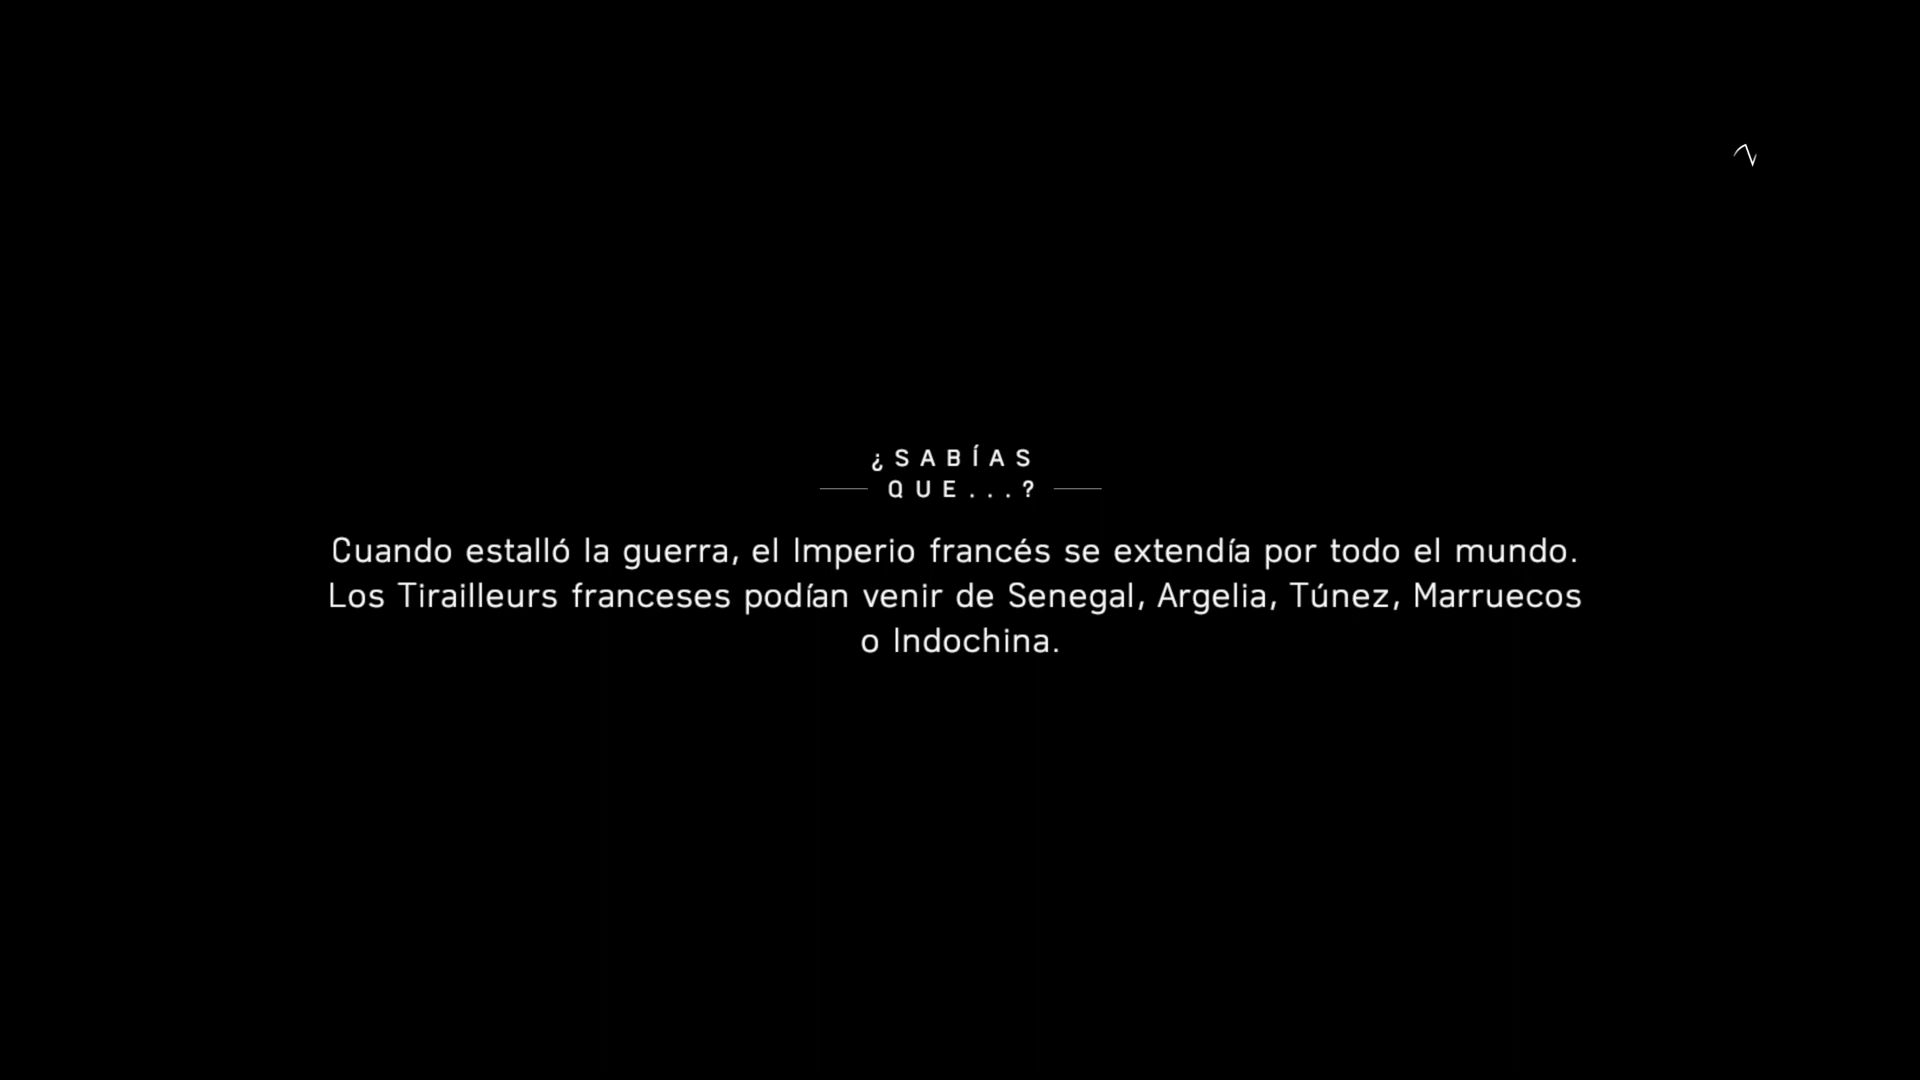 ¿SABÍAS
QUE...?
Cuando estalló la guerra, el Imperio francés se extendía por todo el mundo.
Los Tirailleurs franceses podían venir de Senegal, Argelia, Túnez, Marruecos
o Indochina.